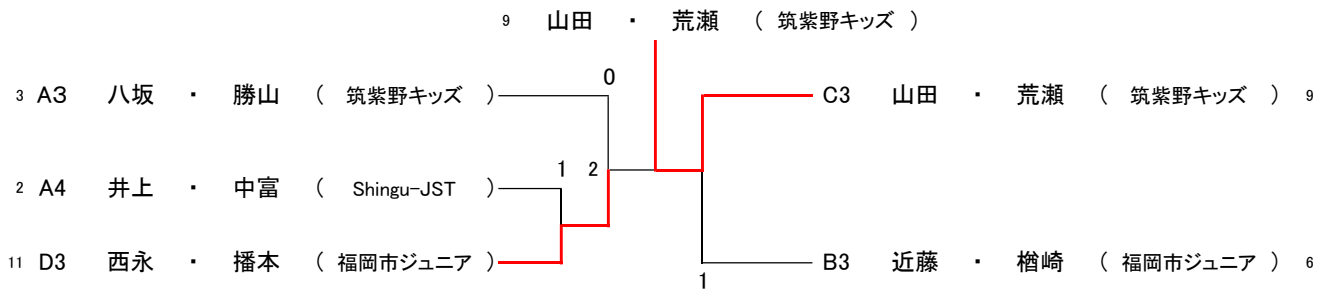 9 山田 ・ 荒瀬 ( 筑紫野キッズ )
0
3 A3 八坂 ・ 勝山 ( 筑紫野キッズ )
C3 山田 ・ 荒瀬 ( 筑紫野キッズ ) 9
1 2
2 A4 井上 ・ 中富 ( Shingu-JST )
11 D3 西永 ・ 播本 ( 福岡市ジュニア )
B3 近藤 ・ 楢崎 ( 福岡市ジュニア ) 6
1